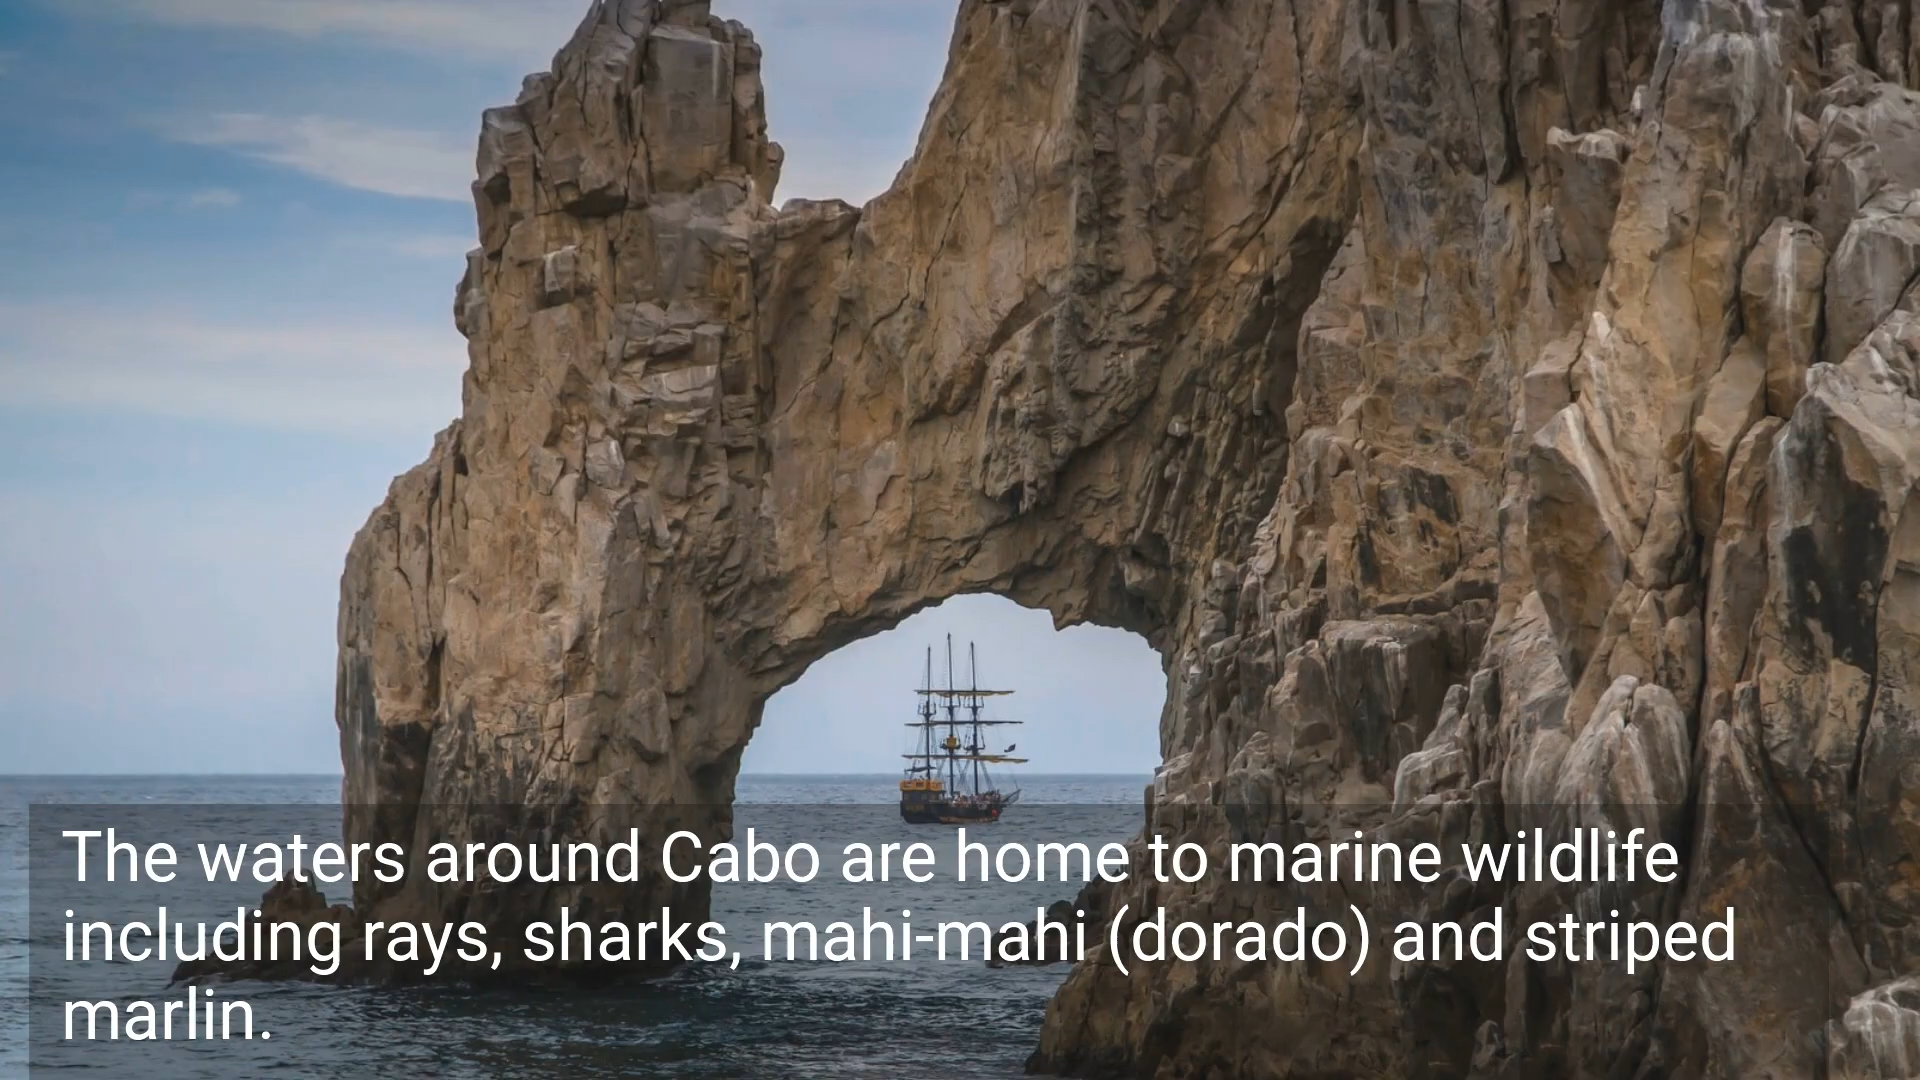 The waters around Cabo are home to marine wildlife
including rays, sharks, mahi-mahi (dorado) and striped
marlin.